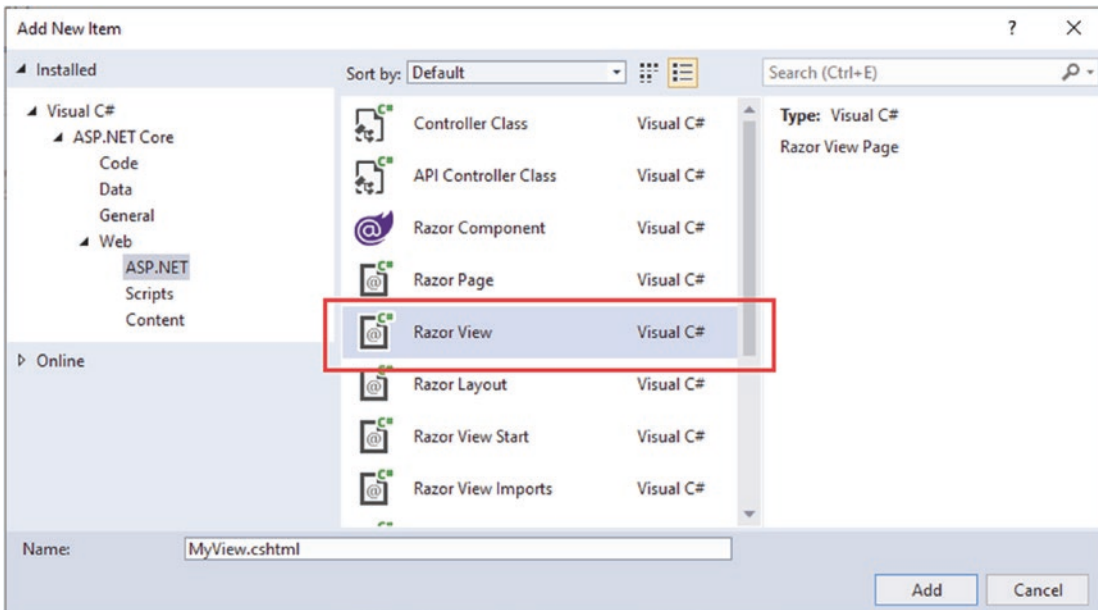 Add New Item
? X
Installed
Visual C#
ASP.NET Core
Code
Data
General
Web
ASP.NET
Scripts
Content
Online
Sort by: Default
Controller Class Visual C#
API Controller Class Visual C#
Razor Component Visual C#
Razor Page Visual C#
Razor View Visual C#
Razor Layout Visual C#
Razor View Start Visual C#
Razor View Imports Visual C#
Search (Ctrl+E)
Type: Visual C#
Razor View Page
Name: MyView.cshtml
Add Cancel